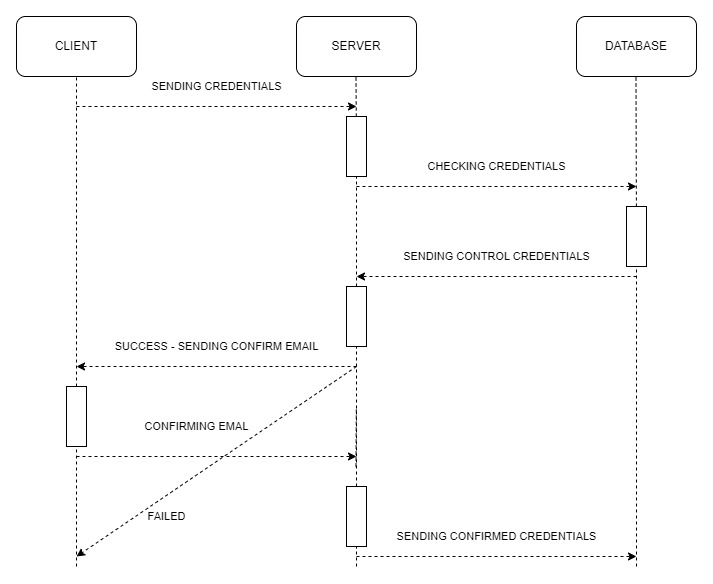 CLIENT
SERVER
DATABASE
SENDING CREDENTIALS
CHECKING CREDENTIALS
SENDING CONTROL CREDENTIALS
SUCCESS - SENDING CONFIRM EMAIL
CONFIRMING EMAL
FAILED
SENDING CONFIRMED CREDENTIALS